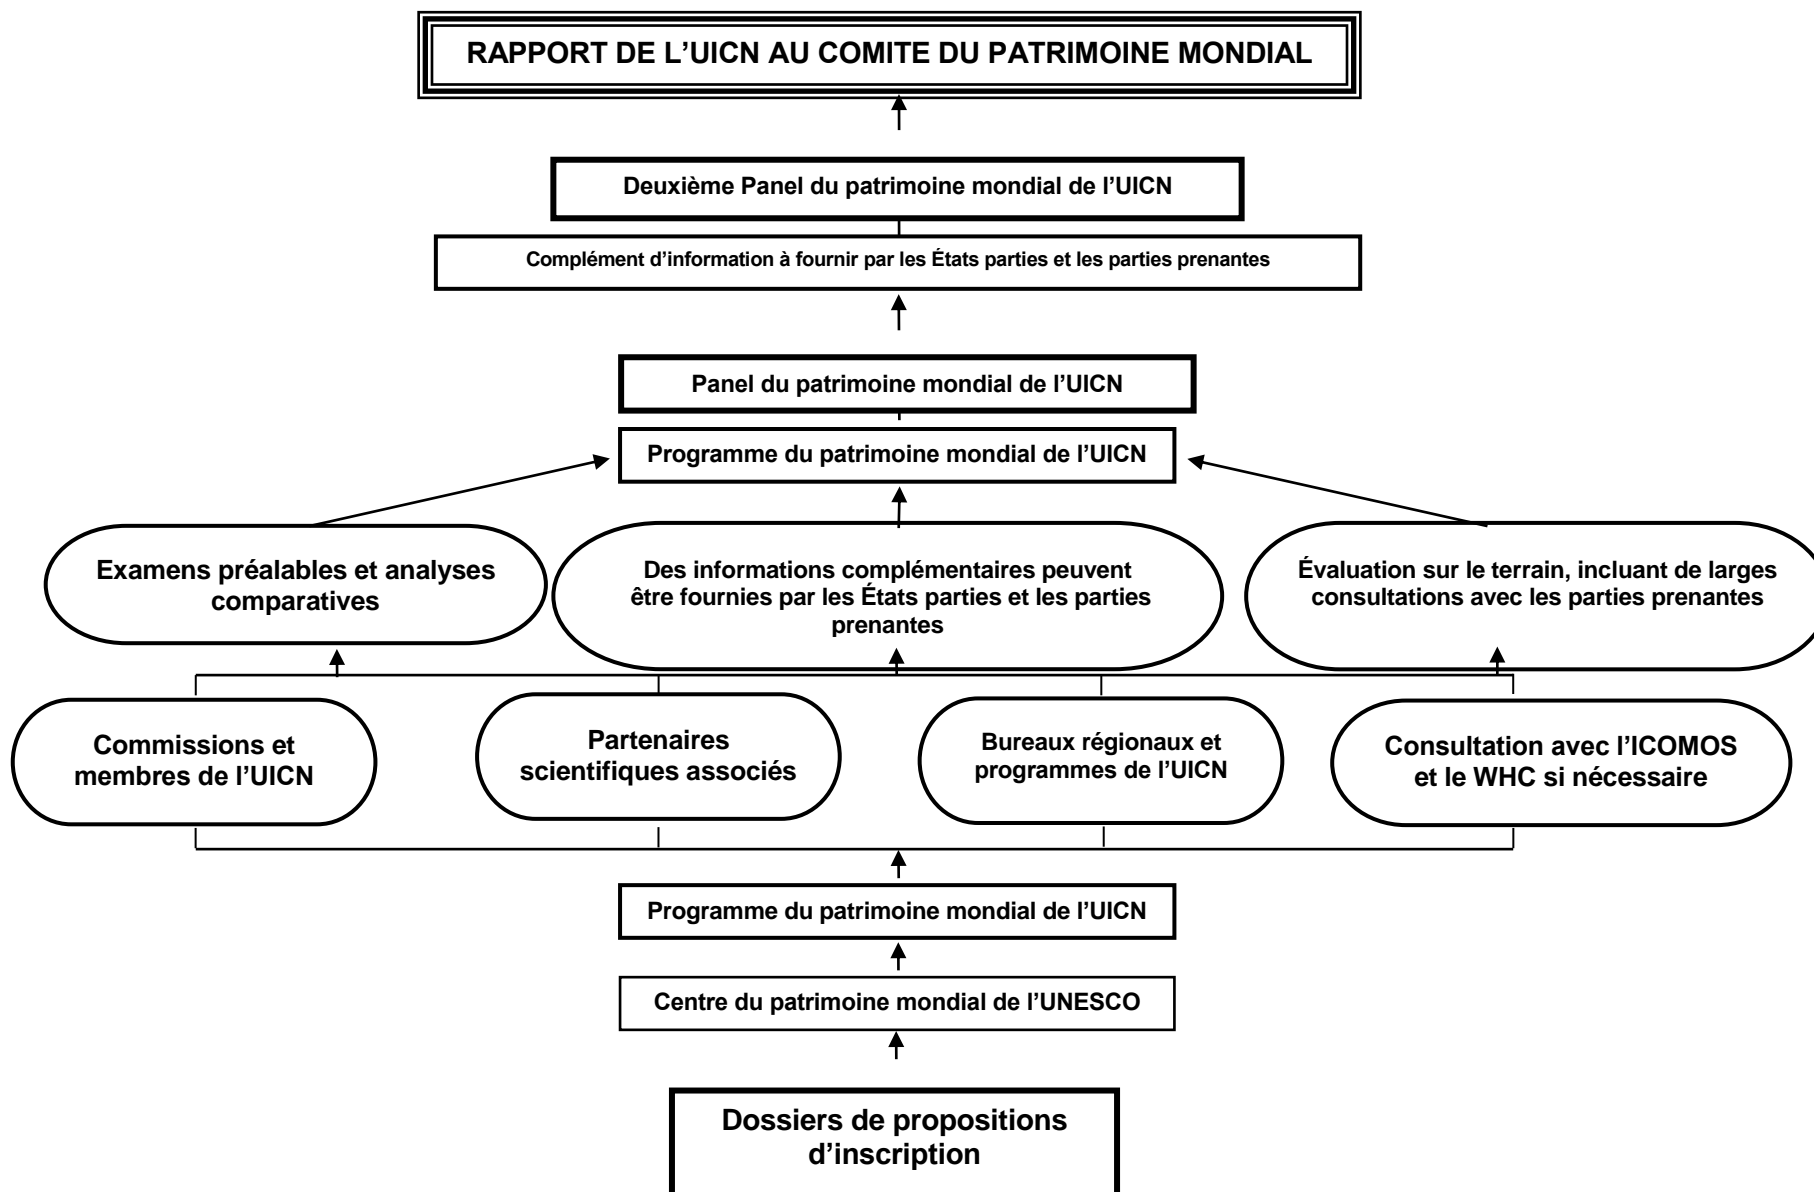 RAPPORT DE L’UICN AU COMITE DU PATRIMOINE MONDIAL
Deuxième Panel du patrimoine mondial de l’UICN
Complément d’information à fournir par les États parties et les parties prenantes
Panel du patrimoine mondial de l’UICN
Programme du patrimoine mondial de l’UICN
Examens préalables et analyses
comparatives
Des informations complémentaires peuvent
être fournies par les États parties et les parties
prenantes
Évaluation sur le terrain, incluant de larges
consultations avec les parties prenantes
Commissions et
membres de l’UICN
Partenaires
scientifiques associés
Bureaux régionaux et
programmes de l’UICN
Consultation avec l’ICOMOS
et le WHC si nécessaire
Programme du patrimoine mondial de l’UICN
Centre du patrimoine mondial de l’UNESCO
Dossiers de propositions
d’inscription